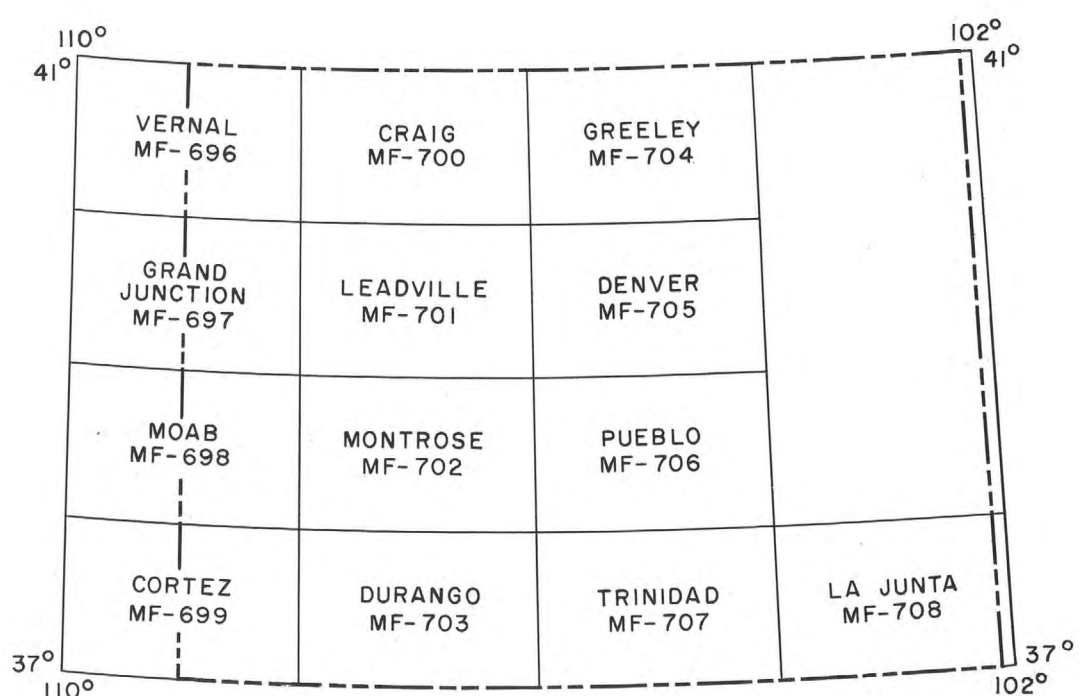 110°
102°
41°
41°
VERNAL
MF-696
CRAIG
MF-700
GREELEY
MF-704
GRAND
JUNCTION
MF-697
LEADVILLE
MF-701
DENVER
MF-705
MOAB
MF-698
MONTROSE
MF-702
PUEBLO
MF-706
CORTEZ
MF-699
DURANGO
MF-703
TRINIDAD
MF-707
LA JUNTA
MF-708
37°
37°
110°
102°